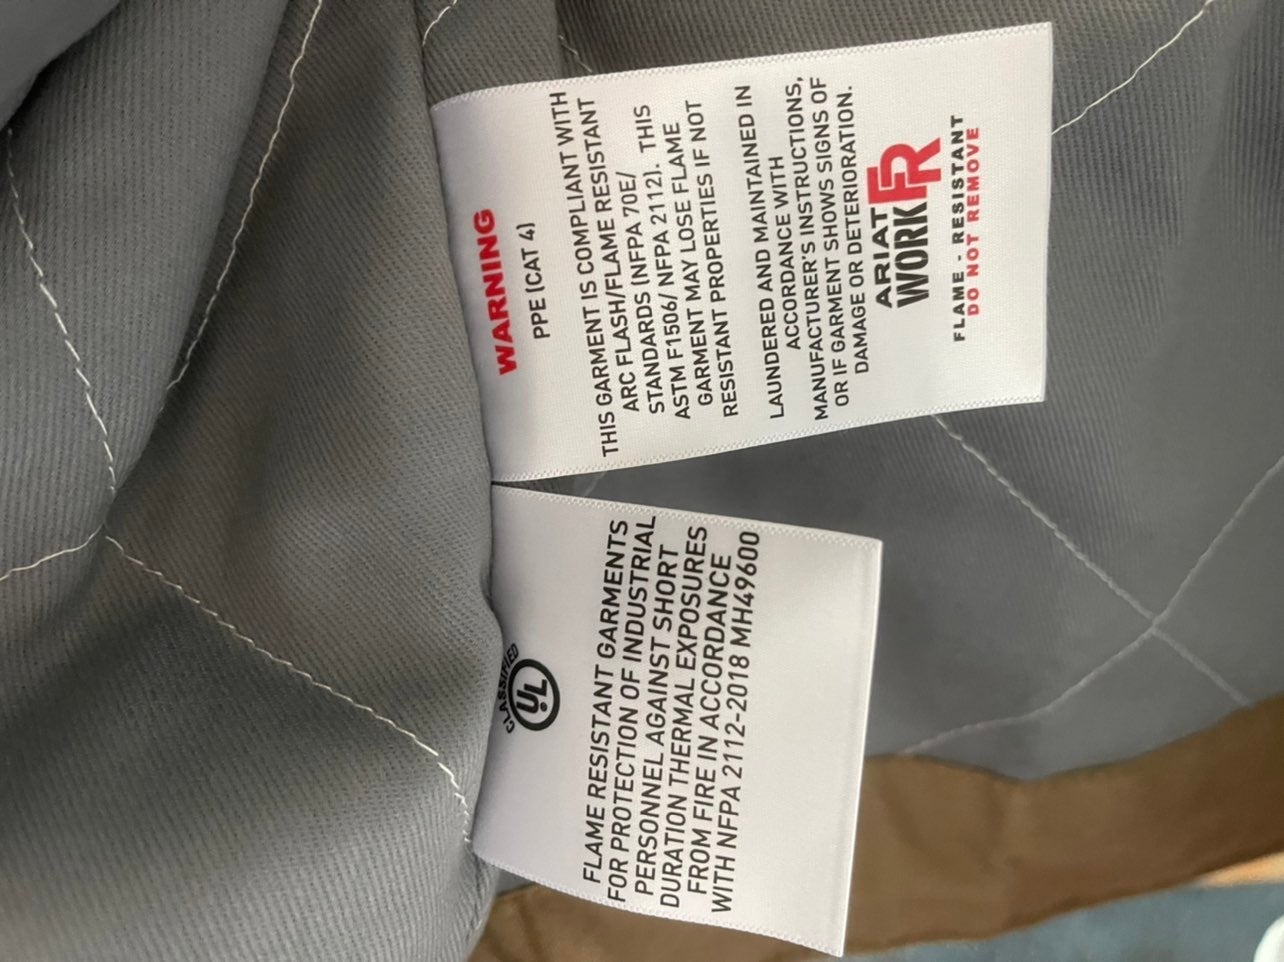 WARNING
PPE (CAT 4)
THIS GARMENT IS COMPLIANT WITH
ARC FLASH/FLAME RESISTANT
STANDARDS (NFPA 70E/
ASTM F1506/ NFPA 2112). THIS
GARMENT MAY LOSE FLAME
RESISTANT PROPERTIES IF NOT
LAUNDERED AND MAINTAINED IN
ACCORDANCE WITH
MANUFACTURER'S INSTRUCTIONS,
OR IF GARMENT SHOWS SIGNS OF
DAMAGE OR DETERIORATION.
ARIAT
WORK FR
FLAME - RESISTANT
DO NOT REMOVE
CLASSIFIED
UL
FLAME RESISTANT GARMENTS
FOR PROTECTION OF INDUSTRIAL
PERSONNEL AGAINST SHORT
DURATION THERMAL EXPOSURES
FROM FIRE IN ACCORDANCE
WITH NFPA 2112-2018 MH49600